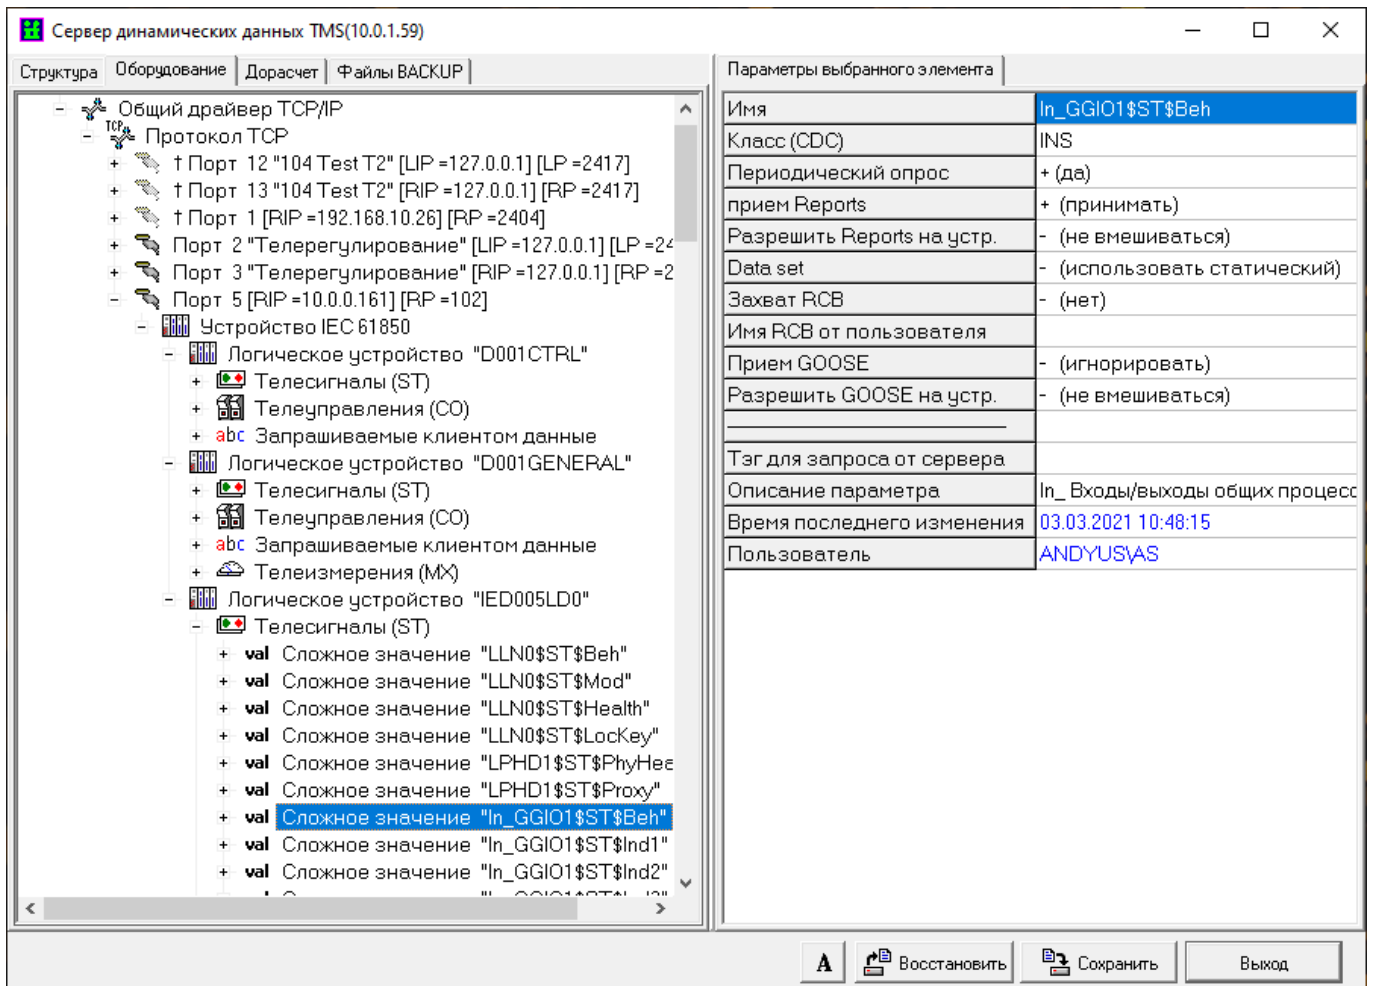 Сервер динамических данных TMS(10.0.1.59)
Структура Оборудование Дорасчет Файлы BACKUP
Общий драйвер TCP/IP
TCP Протокол TCP
† Порт 12 "104 Test T2" [LIP =127.0.0.1] [LP =2417]
† Порт 13 "104 Test T2" [RIP =127.0.0.1] [RP =2417]
† Порт 1 [RIP =192.168.10.26] [RP =2404]
Порт 2 "Телерегулирование" [LIP =127.0.0.1] [LP =24
Порт 3 "Телерегулирование" [RIP =127.0.0.1] [RP =2
Порт 5 [RIP =10.0.0.161] [RP =102]
Устройство IEC 61850
Логическое устройство "D001CTRL"
Телесигналы (ST)
Телеуправления (CO)
abc Запрашиваемые клиентом данные
Логическое устройство "D001GENERAL"
Телесигналы (ST)
Телеуправления (CO)
abc Запрашиваемые клиентом данные
Телеизмерения (MX)
Логическое устройство "IED005LD0"
Телесигналы (ST)
val Сложное значение "LLN0$ST$Beh"
val Сложное значение "LLN0$ST$Mod"
val Сложное значение "LLN0$ST$Health"
val Сложное значение "LLN0$ST$LocKey"
val Сложное значение "LPHD1$ST$PhyHea
val Сложное значение "LPHD1$ST$Proxy"
val Сложное значение "In_GGIO1$ST$Beh"
val Сложное значение "In_GGIO1$ST$Ind1"
val Сложное значение "In_GGIO1$ST$Ind2"
Параметры выбранного элемента
Имя In_GGIO1$ST$Beh
Класс (CDC) INS
Периодический опрос + (да)
прием Reports + (принимать)
Разрешить Reports на устр. - (не вмешиваться)
Data set - (использовать статический)
Захват RCB - (нет)
Имя RCB от пользователя
Прием GOOSE - (игнорировать)
Разрешить GOOSE на устр. - (не вмешиваться)
Тэг для запроса от сервера
Описание параметра In_ Входы/выходы общих процесс
Время последнего изменения 03.03.2021 10:48:15
Пользователь ANDYUS\AS
A Восстановить Сохранить Выход